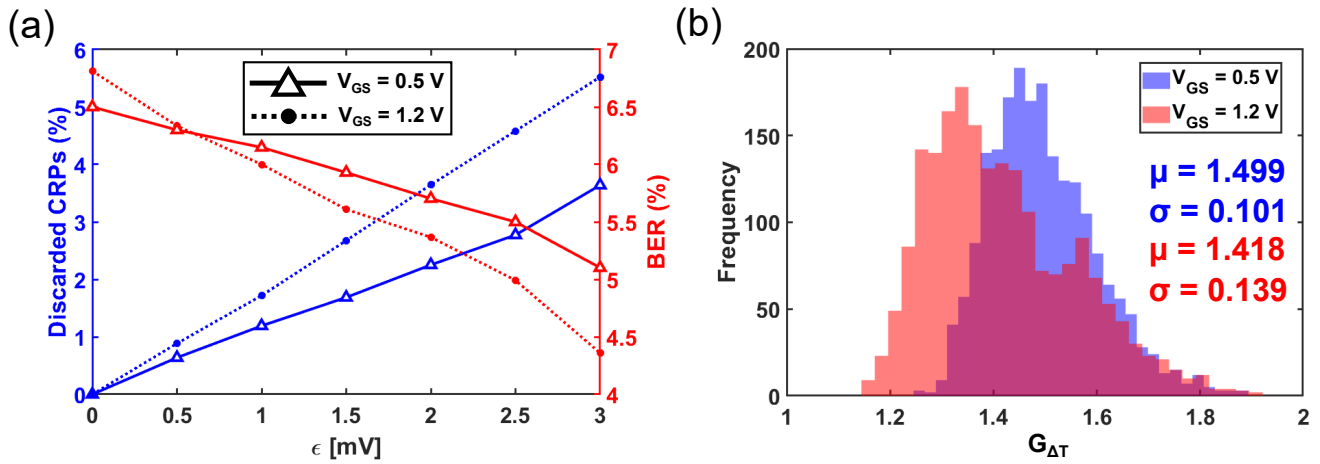 (a)
Discarded CRPs (%)
6
5
4
3
2
1
0
V_GS = 0.5 V
V_GS = 1.2 V
7
6.5
6
5.5
5
4.5
4
BER (%)
0 0.5 1 1.5 2 2.5 3
ϵ [mV]
(b)
Frequency
200
150
100
50
0
V_GS = 0.5 V
V_GS = 1.2 V
μ = 1.499
σ = 0.101
μ = 1.418
σ = 0.139
1 1.2 1.4 1.6 1.8 2
G_ΔT